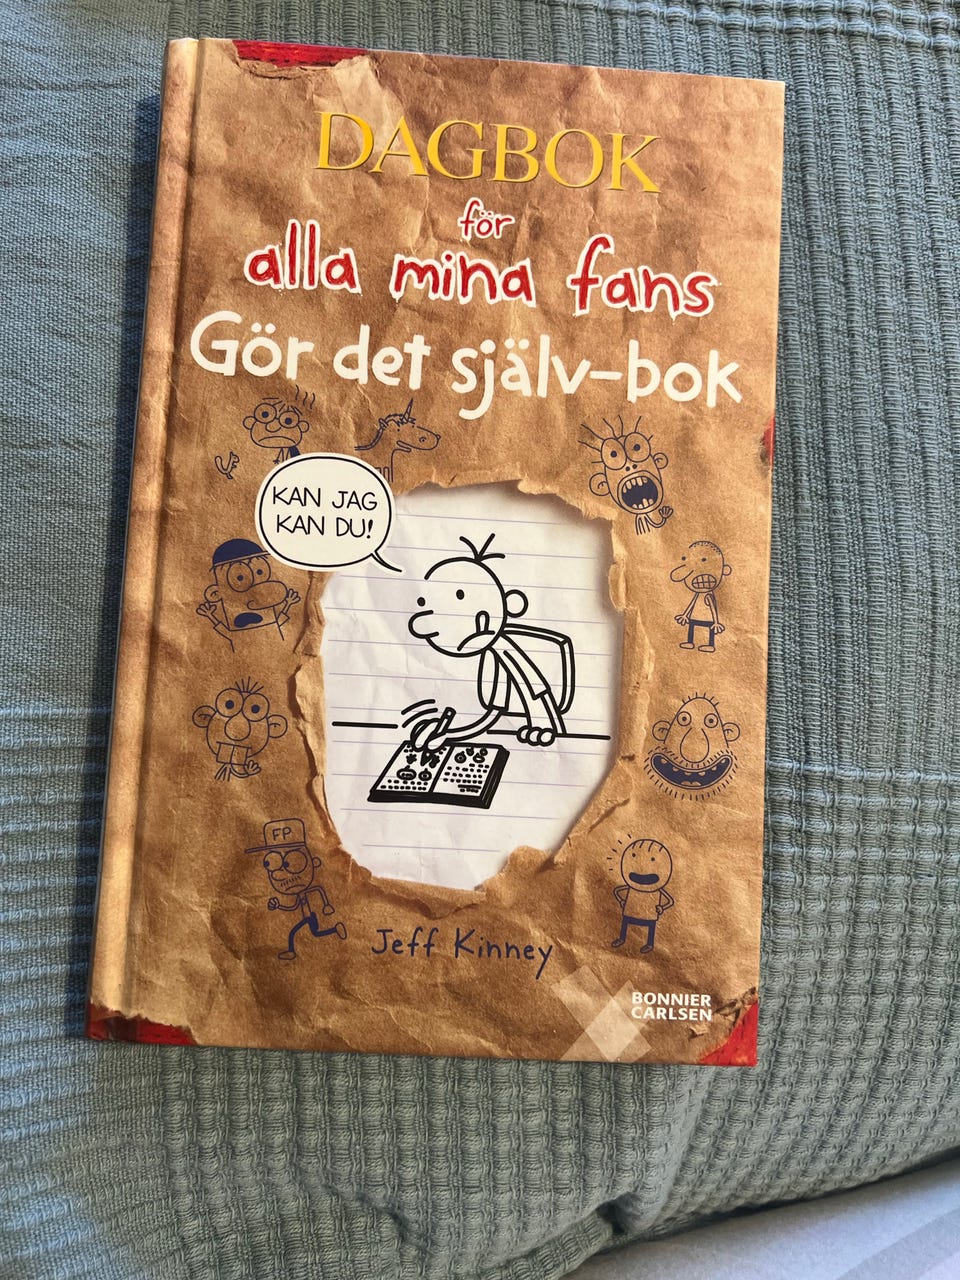 DAGBOK
för
alla mina fans
Gör det själv-bok
KAN JAG
KAN DU!
FP
Jeff Kinney
BONNIER
CARLSEN